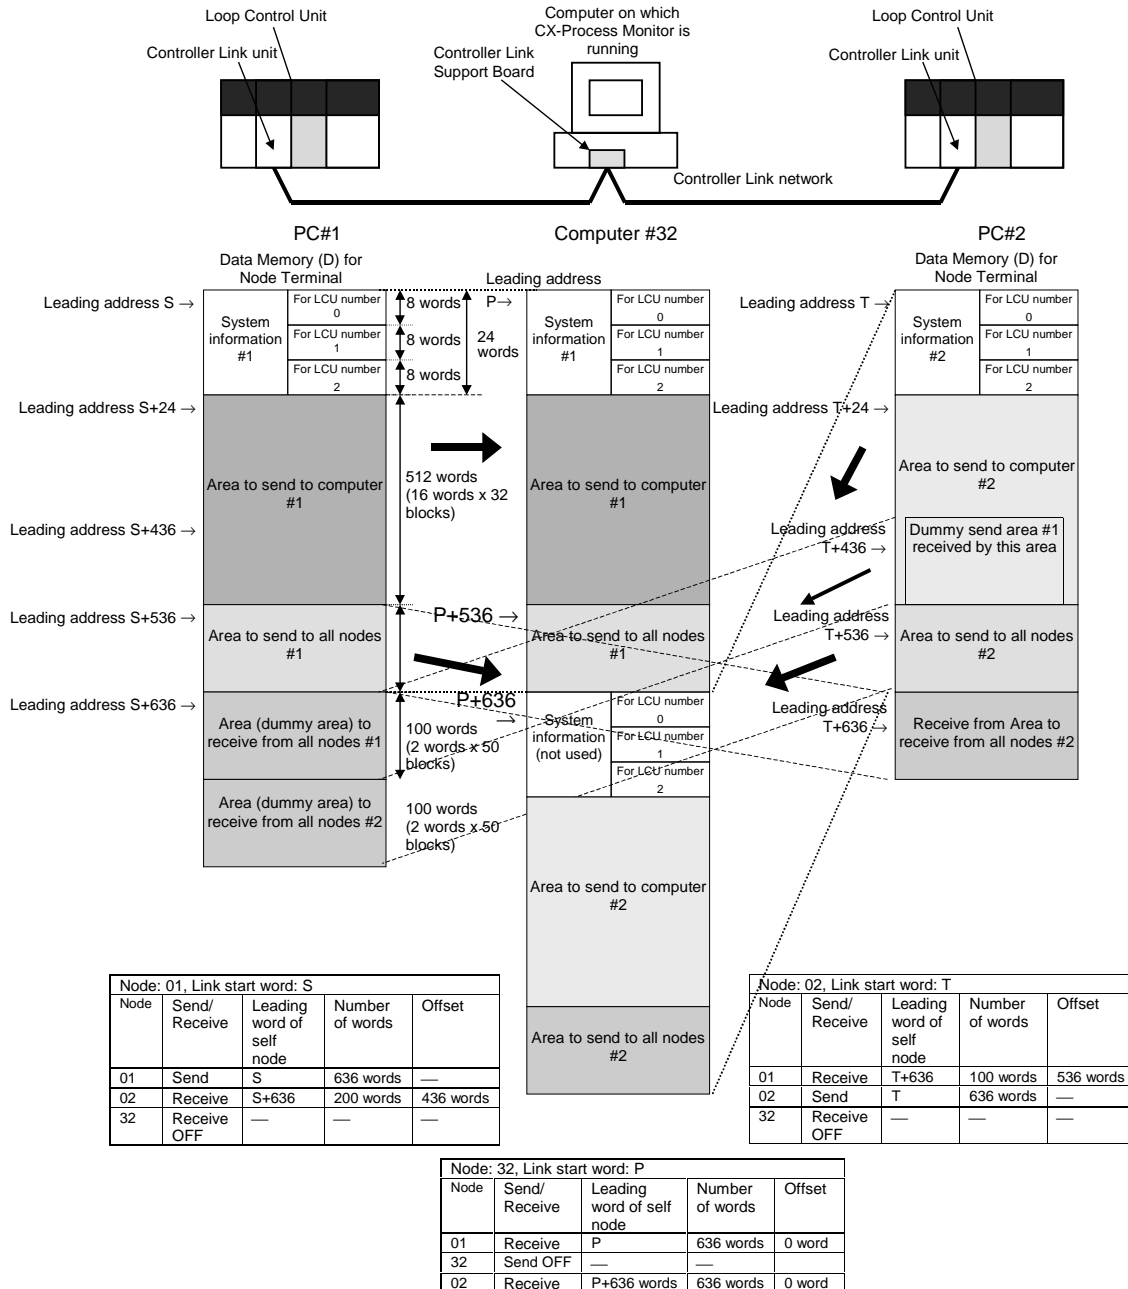 Loop Control Unit
Controller Link unit
Computer on which
CX-Process Monitor is
running
Controller Link
Support Board
Loop Control Unit
Controller Link unit
Controller Link network
PC#1
Computer #32
PC#2
Data Memory (D) for
Node Terminal
Leading address
P→
Data Memory (D) for
Node Terminal
Leading address S →
System
information
#1
For LCU number
0
For LCU number
1
For LCU number
2
8 words
8 words
8 words
24
words
System
information
#1
For LCU number
0
For LCU number
1
For LCU number
2
Leading address T →
System
information
#2
For LCU number
0
For LCU number
1
For LCU number
2
Leading address S+24 →
Area to send to computer
#1
512 words
(16 words x 32
blocks)
Area to send to computer
#1
Leading address T+24 →
Area to send to computer
#2
Leading address S+436 →
Leading address
T+436 →
Dummy send area #1
received by this area
Leading address S+536 →
Area to send to all nodes
#1
P+536 →
Area to send to all nodes
#1
Leading address
T+536 →
Area to send to all nodes
#2
Leading address S+636 →
Area (dummy area) to
receive from all nodes #1
100 words
(2 words x 50
blocks)
P+636
→
System
information
(not used)
For LCU number
0
For LCU number
1
For LCU number
2
Leading address
T+636 →
Receive from Area to
receive from all nodes #2
Area (dummy area) to
receive from all nodes #2
100 words
(2 words x 50
blocks)
Area to send to computer
#2
Area to send to all nodes
#2
Node: 01, Link start word: S
Node Send/ Leading Number Offset
Receive word of of words
self
node
01 Send S 636 words —
02 Receive S+636 200 words 436 words
32 Receive — — —
OFF
Node: 02, Link start word: T
Node Send/ Leading Number Offset
Receive word of of words
self
node
01 Receive T+636 100 words 536 words
02 Send T 636 words —
32 Receive — — —
OFF
Node: 32, Link start word: P
Node Send/ Leading Number Offset
Receive word of self of words
node
01 Receive P 636 words 0 word
32 Send OFF — —
02 Receive P+636 words 636 words 0 word